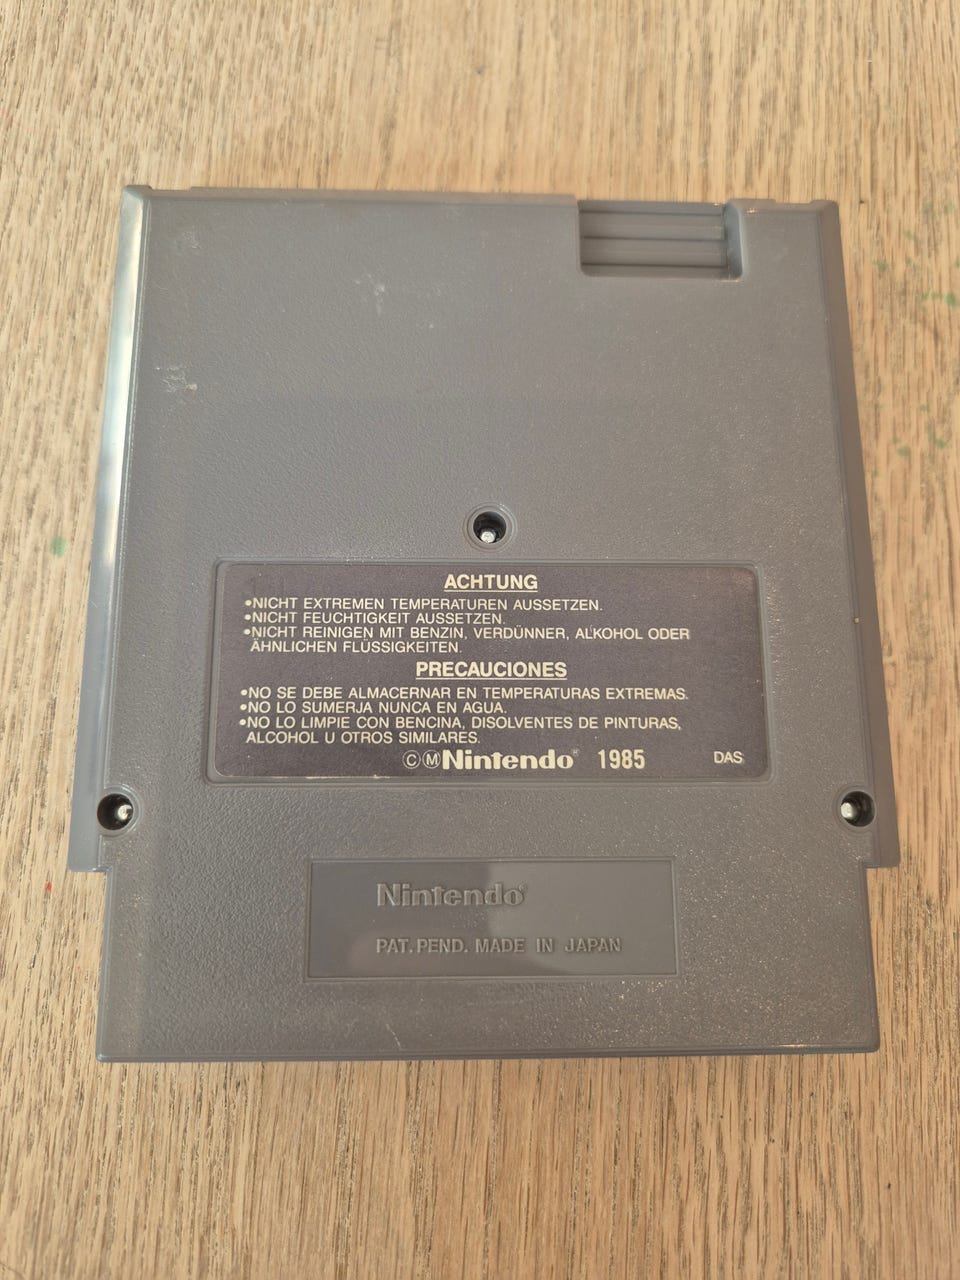 ACHTUNG
•NICHT EXTREMEN TEMPERATUREN AUSSETZEN.
•NICHT FEUCHTIGKEIT AUSSETZEN.
•NICHT REINIGEN MIT BENZIN, VERDÜNNER, ALKOHOL ODER
ÄHNLICHEN FLÜSSIGKEITEN.
PRECAUCIONES
•NO SE DEBE ALMACERNAR EN TEMPERATURAS EXTREMAS.
•NO LO SUMERJA NUNCA EN AGUA.
•NO LO LIMPIE CON BENCINA, DISOLVENTES DE PINTURAS,
ALCOHOL U OTROS SIMILARES.
©ⓂNintendo® 1985 DAS
Nintendo®
PAT. PEND. MADE IN JAPAN